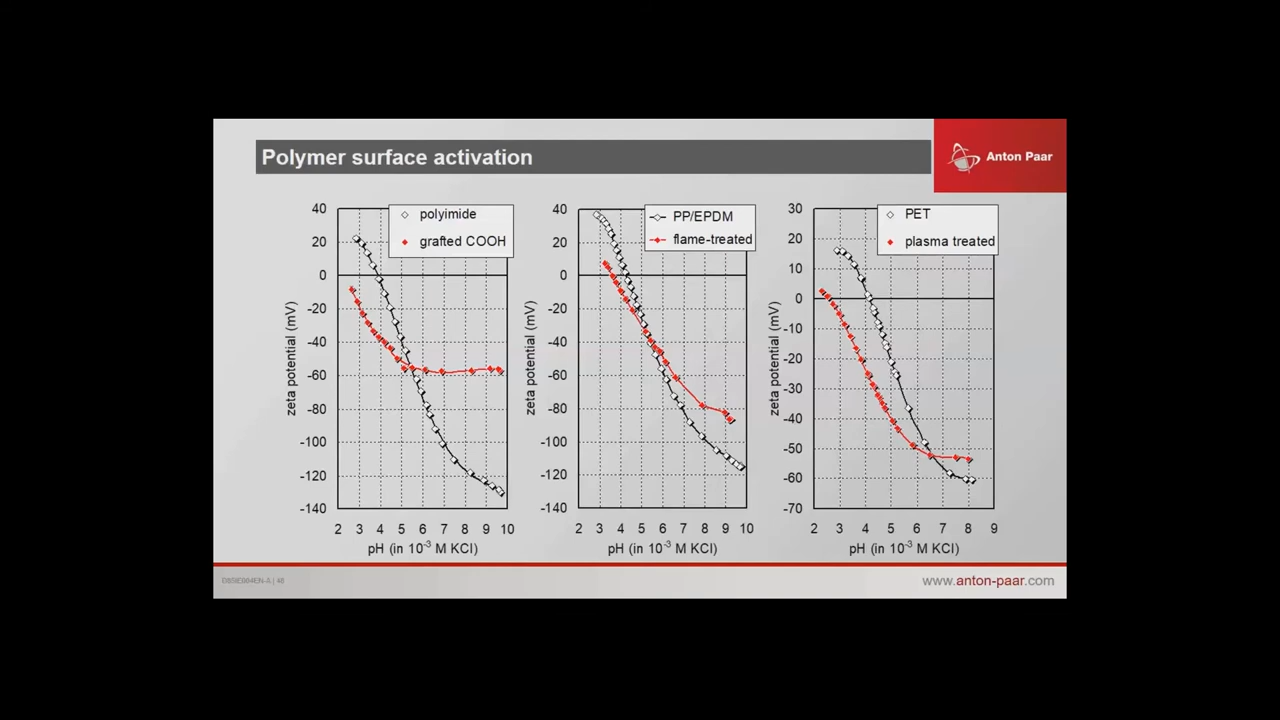 Polymer surface activation
Anton Paar
40
20
0
-20
-40
-60
-80
-100
-120
-140
zeta potential (mV)
polyimide
grafted COOH
2 3 4 5 6 7 8 9 10
pH (in 10⁻³ M KCl)
40
20
0
-20
-40
-60
-80
-100
-120
-140
zeta potential (mV)
PP/EPDM
flame-treated
2 3 4 5 6 7 8 9 10
pH (in 10⁻³ M KCl)
30
20
10
0
-10
-20
-30
-40
-50
-60
-70
zeta potential (mV)
PET
plasma treated
2 3 4 5 6 7 8 9
pH (in 10⁻³ M KCl)
www.anton-paar.com